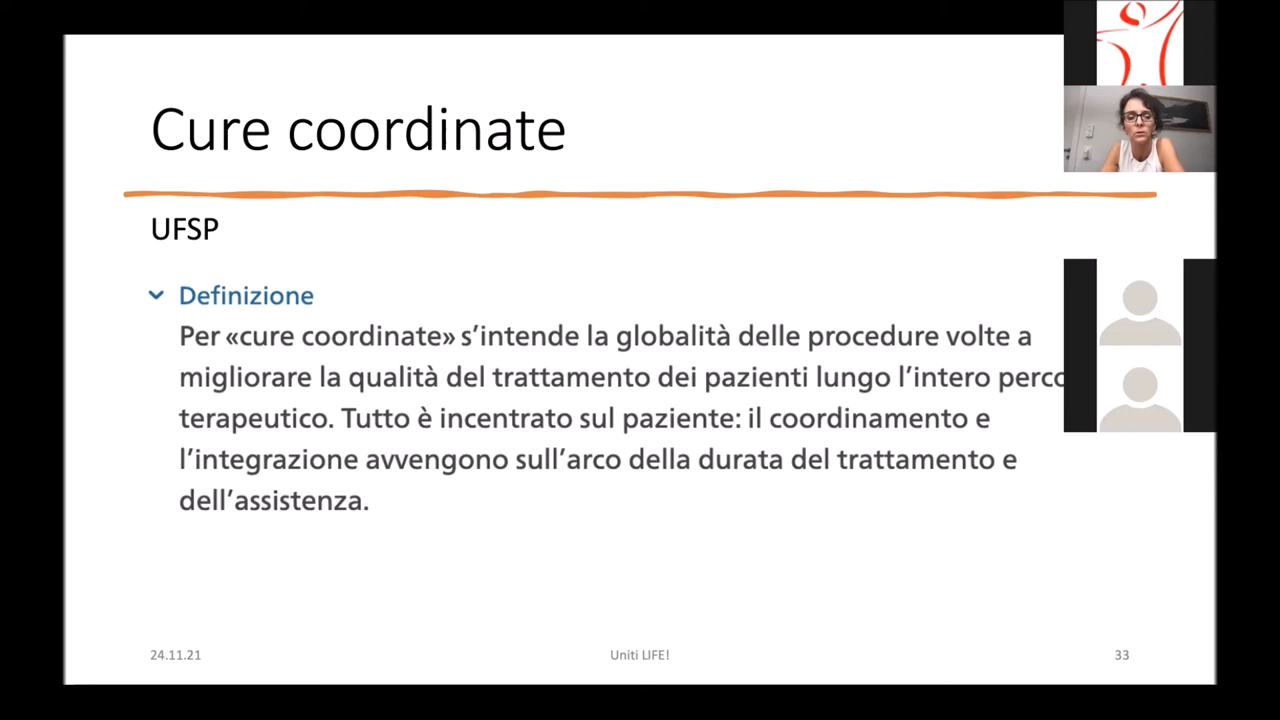 Cure coordinate
UFSP
Definizione
Per «cure coordinate» s’intende la globalità delle procedure volte a
migliorare la qualità del trattamento dei pazienti lungo l’intero
terapeutico. Tutto è incentrato sul paziente: il coordinamento e
l’integrazione avvengono sull’arco della durata del trattamento e
dell’assistenza.
24.11.21
Uniti LIFE!
33